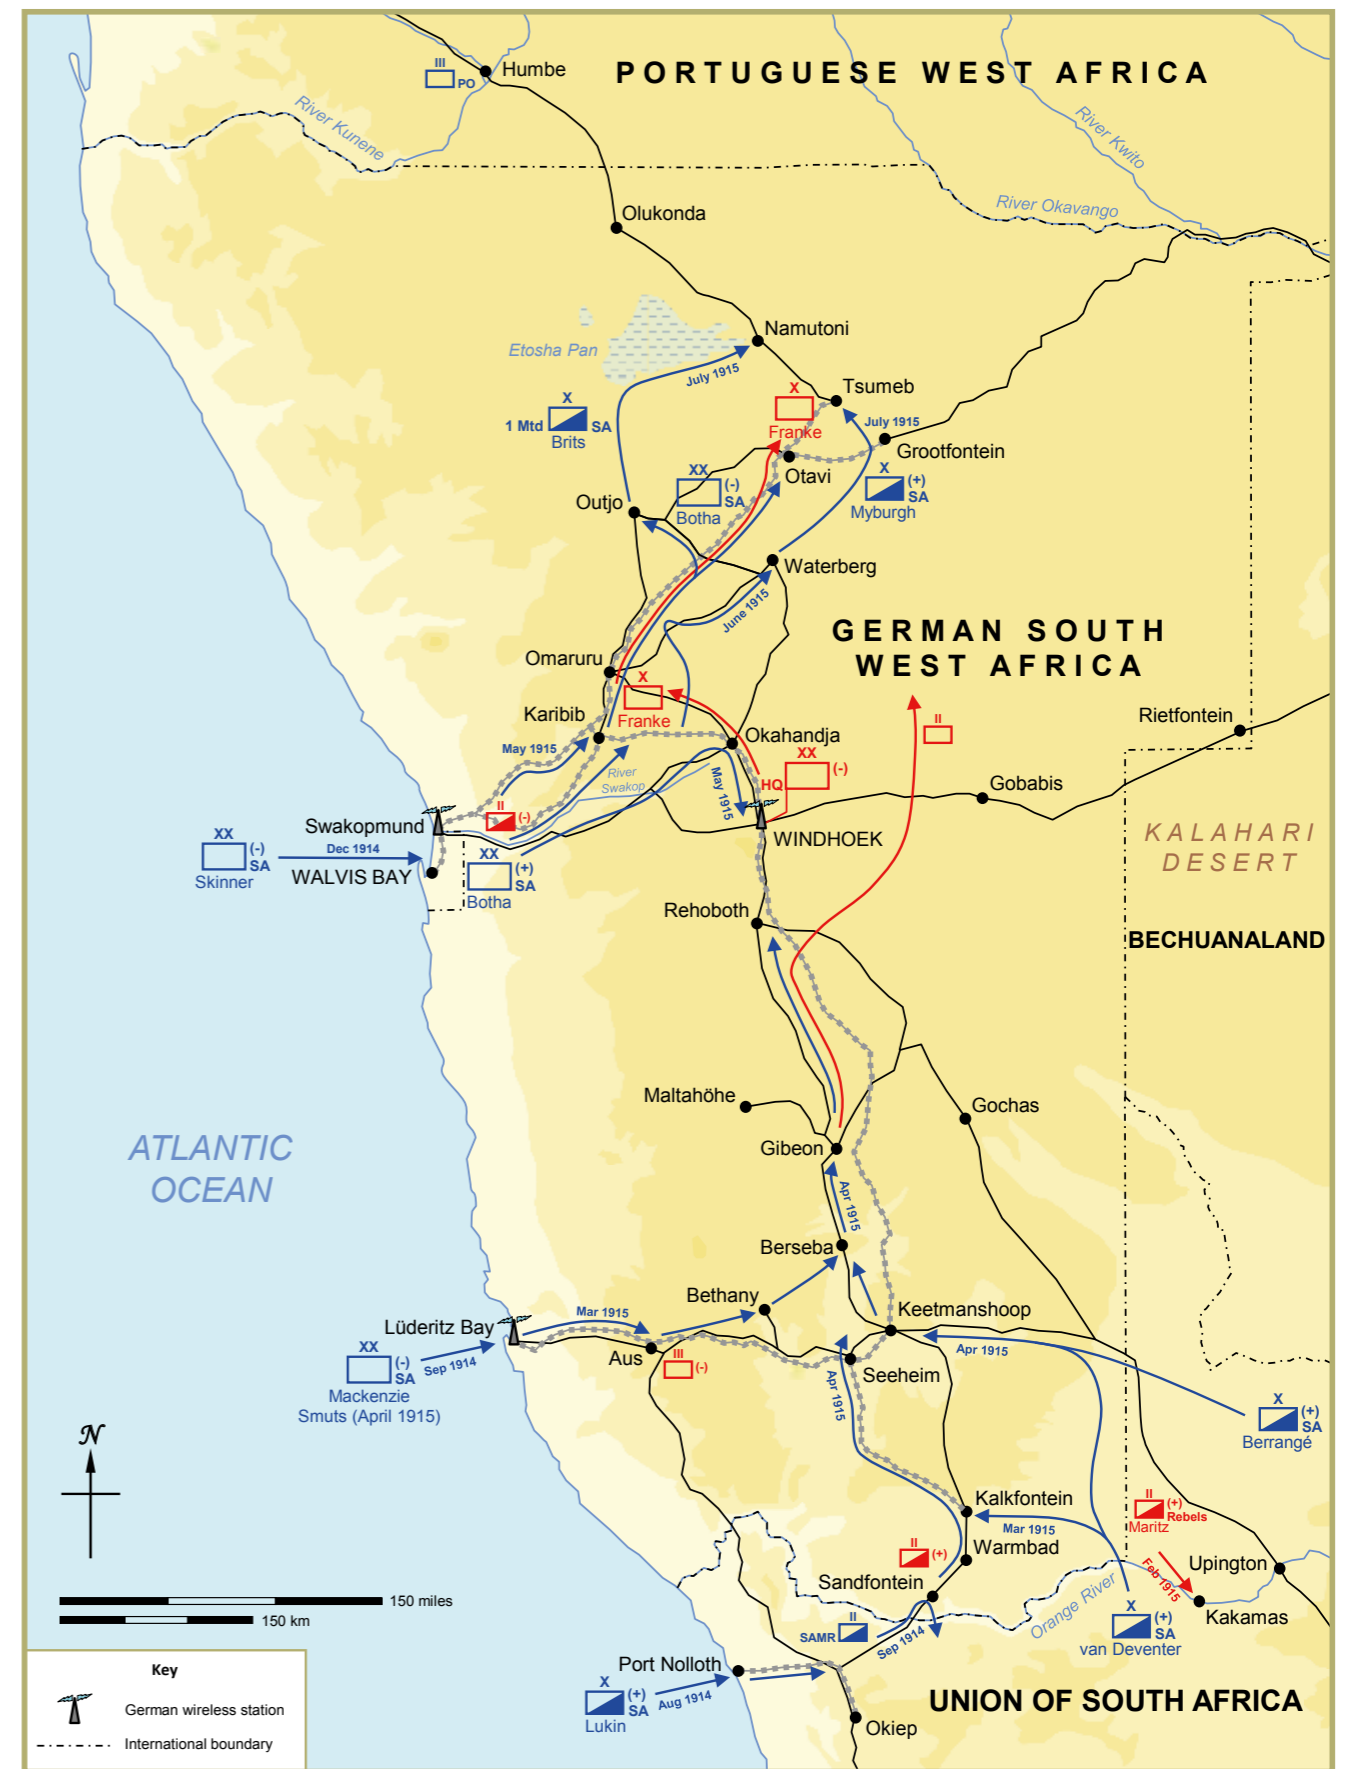 PORTUGUESE WEST AFRICA
III
PO
Humbe
River Kunene
River Kwito
River Okavango
Olukonda
Namutoni
Etosha Pan
July 1915
Tsumeb
X
Franke
X
1 Mtd
SA
Brits
July 1915
Grootfontein
Otavi
XX
(-)
SA
Botha
X
(+)
SA
Myburgh
Outjo
Waterberg
June 1915
GERMAN SOUTH
WEST AFRICA
Omaruru
X
Franke
Karibib
Okahandja
Rietfontein
II
May 1915
River
Swakop
XX
(-)
HQ
May 1915
Gobabis
Swakopmund
II
(-)
WINDHOEK
KALAHARI
DESERT
XX
(-)
SA
Skinner
Dec 1914
WALVIS BAY
XX
(+)
SA
Botha
Rehoboth
BECHUANALAND
Maltahöhe
Gochas
ATLANTIC
OCEAN
Gibeon
Apr 1915
Berseba
Bethany
Keetmanshoop
Mar 1915
Lüderitz Bay
XX
(-)
SA
Sep 1914
Mackenzie
Smuts (April 1915)
Aus
III
(-)
Seeheim
Apr 1915
Apr 1915
X
(+)
SA
Berrangé
N
Kalkfontein
Mar 1915
II
(+)
Rebels
Maritz
Feb 1915
Warmbad
II
(+)
Upington
Sandfontein
Orange River
Kakamas
150 miles
150 km
II
SAMR
Sep 1914
X
(+)
SA
van Deventer
Port Nolloth
X
(+)
SA
Lukin
Aug 1914
Okiep
UNION OF SOUTH AFRICA
Key
German wireless station
International boundary